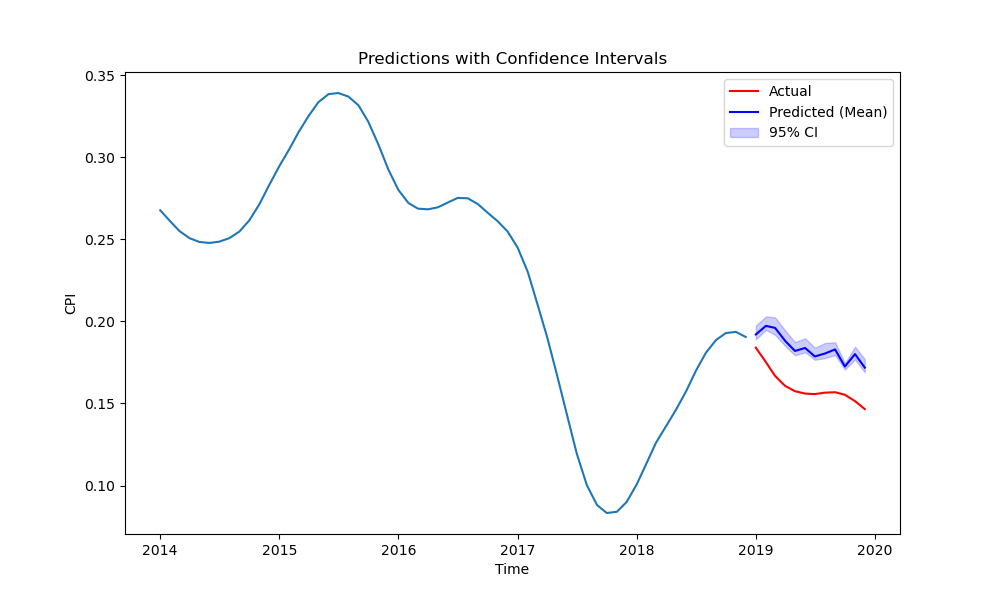 Predictions with Confidence Intervals
0.35
0.30
0.25
0.20
0.15
0.10
CPI
Actual
Predicted (Mean)
95% CI
2014 2015 2016 2017 2018 2019 2020
Time